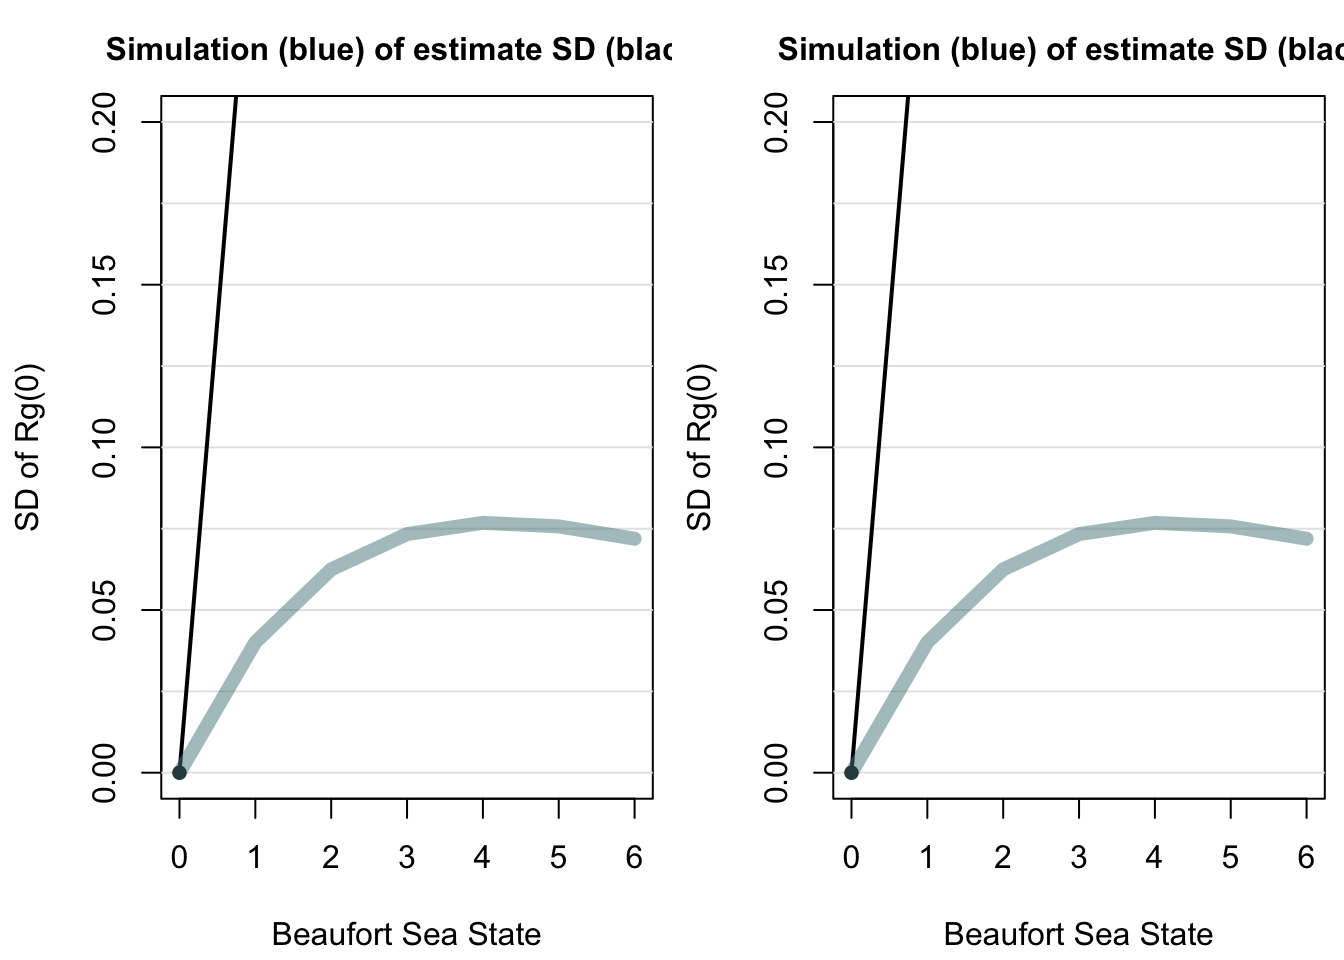 Simulation (blue) of estimate SD (blac
0.20
0.15
0.10
0.05
0.00
SD of Rg(0)
0 1 2 3 4 5 6
Beaufort Sea State
Simulation (blue) of estimate SD (blac
0.20
0.15
0.10
0.05
0.00
SD of Rg(0)
0 1 2 3 4 5 6
Beaufort Sea State